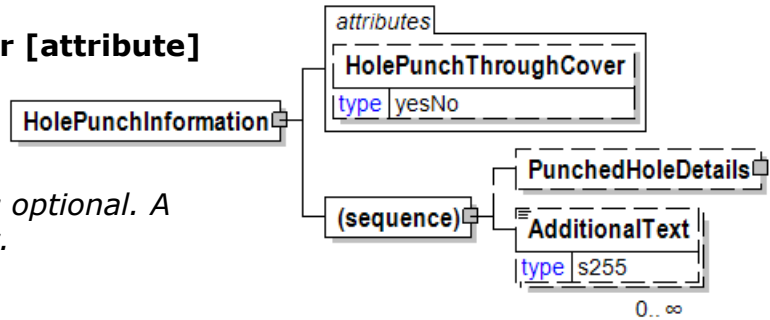 r [attribute]
optional. A
.
attributes
HolePunchThroughCover
type yesNo
HolePunchInformation
(sequence)
PunchedHoleDetails
AdditionalText
type s255
0.. ∞